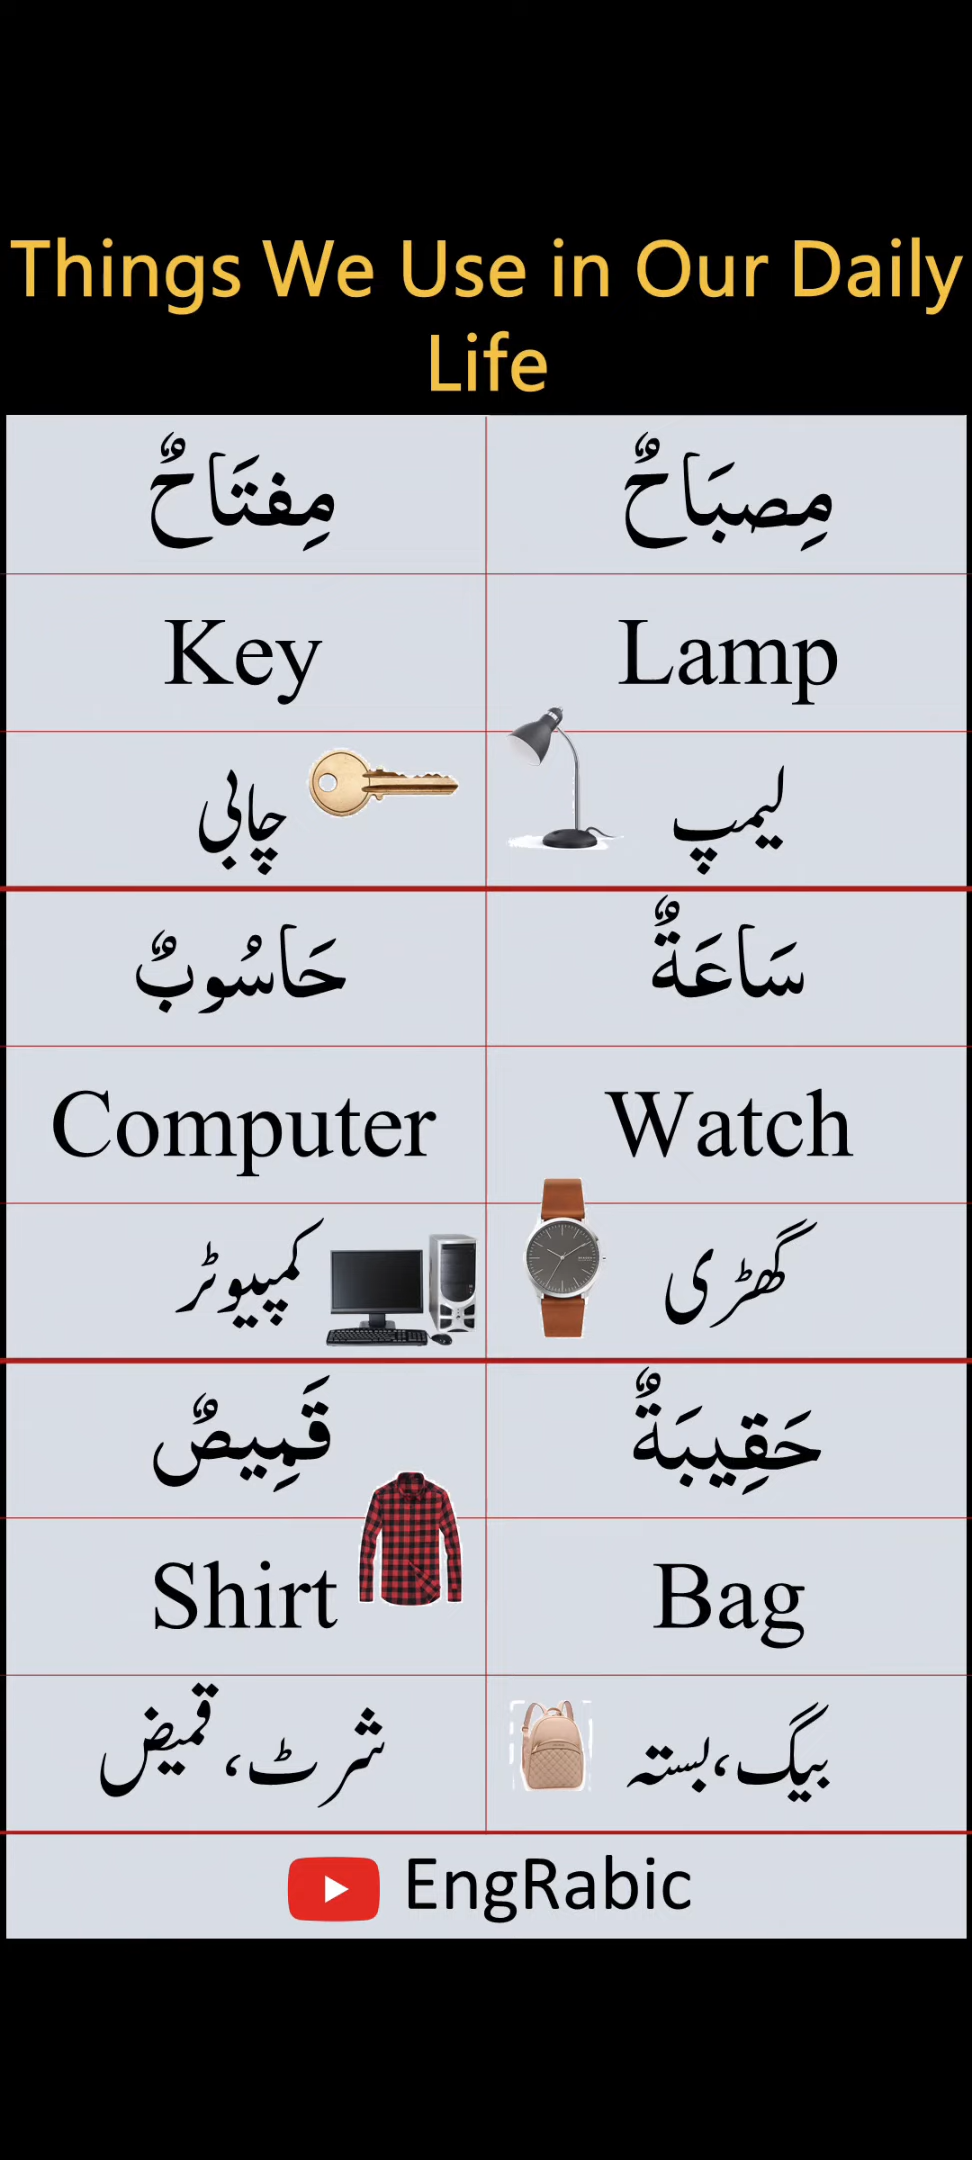 Things We Use in Our Daily
Life
مِفتَاحٌ
مِصبَاحٌ
Key
Lamp
چابی
لیمپ
حَاسُوبٌ
سَاعَةٌ
Computer
Watch
کمپیوٹر
گھڑی
قَمِيصٌ
حَقِيبَةٌ
Shirt
Bag
شرٹ، قمیض
بیگ، بستہ
EngRabic